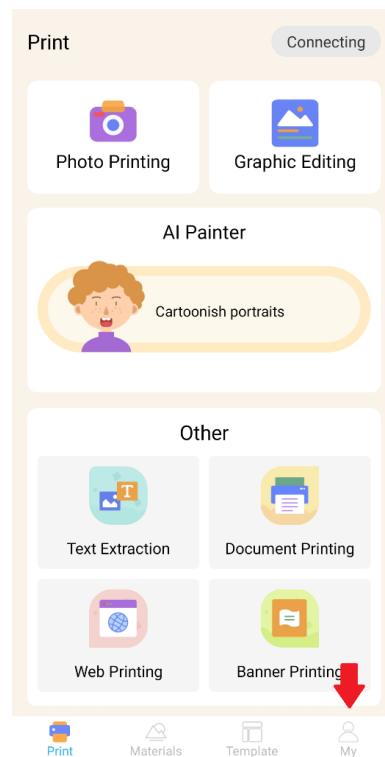 Print
Connecting
Photo Printing
Graphic Editing
AI Painter
Cartoonish portraits
Other
T
Text Extraction
Document Printing
Web Printing
Banner Printing
Print
Materials
Template
My